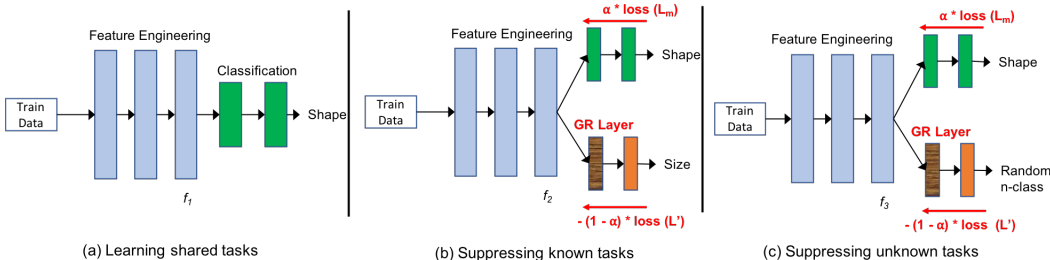 Feature Engineering
Classification
Train
Data
Shape
f1
(a) Learning shared tasks
α * loss (Lm)
Feature Engineering
Shape
Train
Data
GR Layer
Size
f2
- (1 - α) * loss (L’)
(b) Suppressing known tasks
α * loss (Lm)
Feature Engineering
Shape
Train
Data
GR Layer
Random
n-class
f3
- (1 - α) * loss (L’)
(c) Suppressing unknown tasks